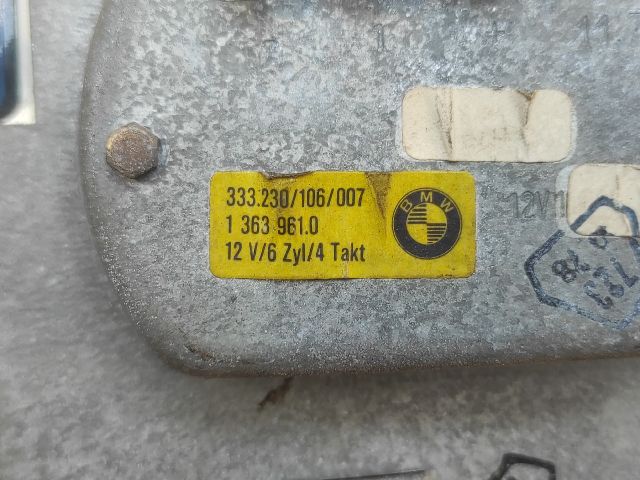 333.230/106/007
1 363 961.0
12 V/6 Zyl/4 Takt
BMW
12V